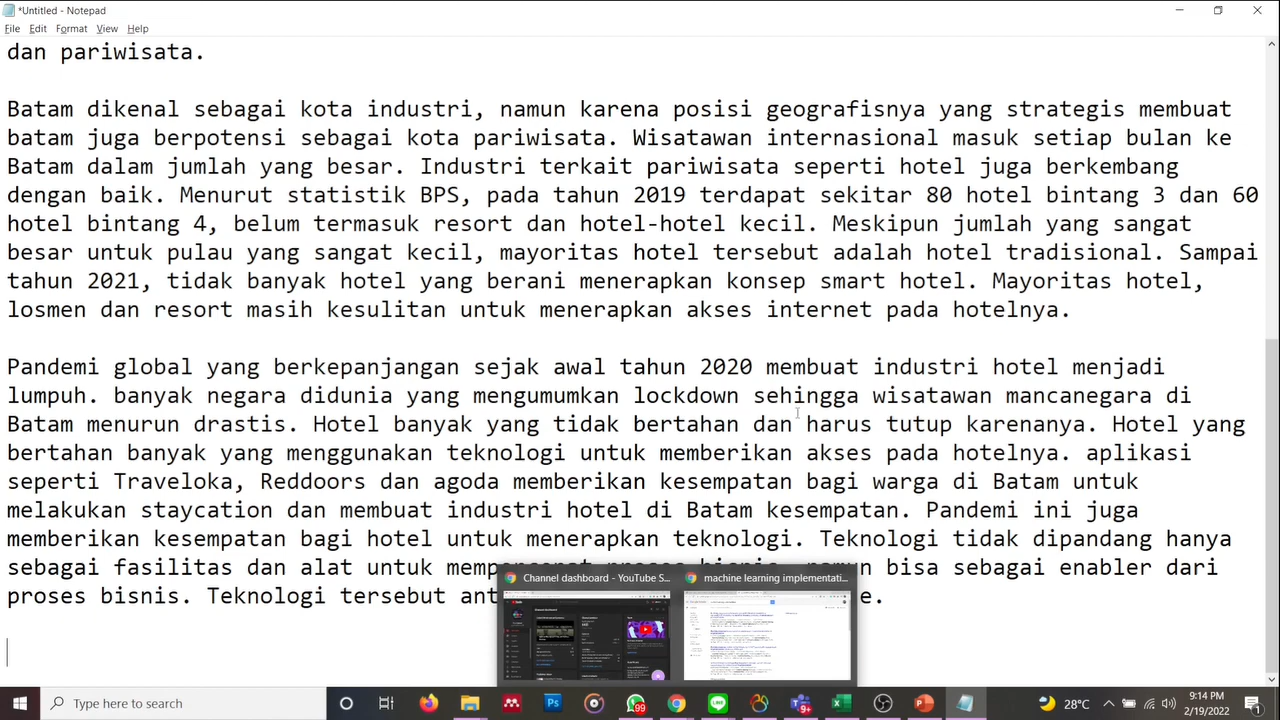 *Untitled - Notepad
File Edit Format View Help
dan pariwisata.
Batam dikenal sebagai kota industri, namun karena posisi geografisnya yang strategis membuat
batam juga berpotensi sebagai kota pariwisata. Wisatawan internasional masuk setiap bulan ke
Batam dalam jumlah yang besar. Industri terkait pariwisata seperti hotel juga berkembang
dengan baik. Menurut statistik BPS, pada tahun 2019 terdapat sekitar 80 hotel bintang 3 dan 60
hotel bintang 4, belum termasuk resort dan hotel-hotel kecil. Meskipun jumlah yang sangat
besar untuk pulau yang sangat kecil, mayoritas hotel tersebut adalah hotel tradisional. Sampai
tahun 2021, tidak banyak hotel yang berani menerapkan konsep smart hotel. Mayoritas hotel,
losmen dan resort masih kesulitan untuk menerapkan akses internet pada hotelnya.
Pandemi global yang berkepanjangan sejak awal tahun 2020 membuat industri hotel menjadi
lumpuh. banyak negara didunia yang mengumumkan lockdown sehingga wisatawan mancanegara di
Batam menurun drastis. Hotel banyak yang tidak bertahan dan harus tutup karenanya. Hotel yang
bertahan banyak yang menggunakan teknologi untuk memberikan akses pada hotelnya. aplikasi
seperti Traveloka, Reddoors dan agoda memberikan kesempatan bagi warga di Batam untuk
melakukan staycation dan membuat industri hotel di Batam kesempatan. Pandemi ini juga
memberikan kesempatan bagi hotel untuk menerapkan teknologi. Teknologi tidak dipandang hanya
sebagai fasilitas dan alat untuk bisa sebagai enabler dari
proses bisnis. Teknologi tersebut
Channel dashboard - YouTube S...
machine learning implementati...
Type here to search
99
28°C
9:14 PM
2/19/2022